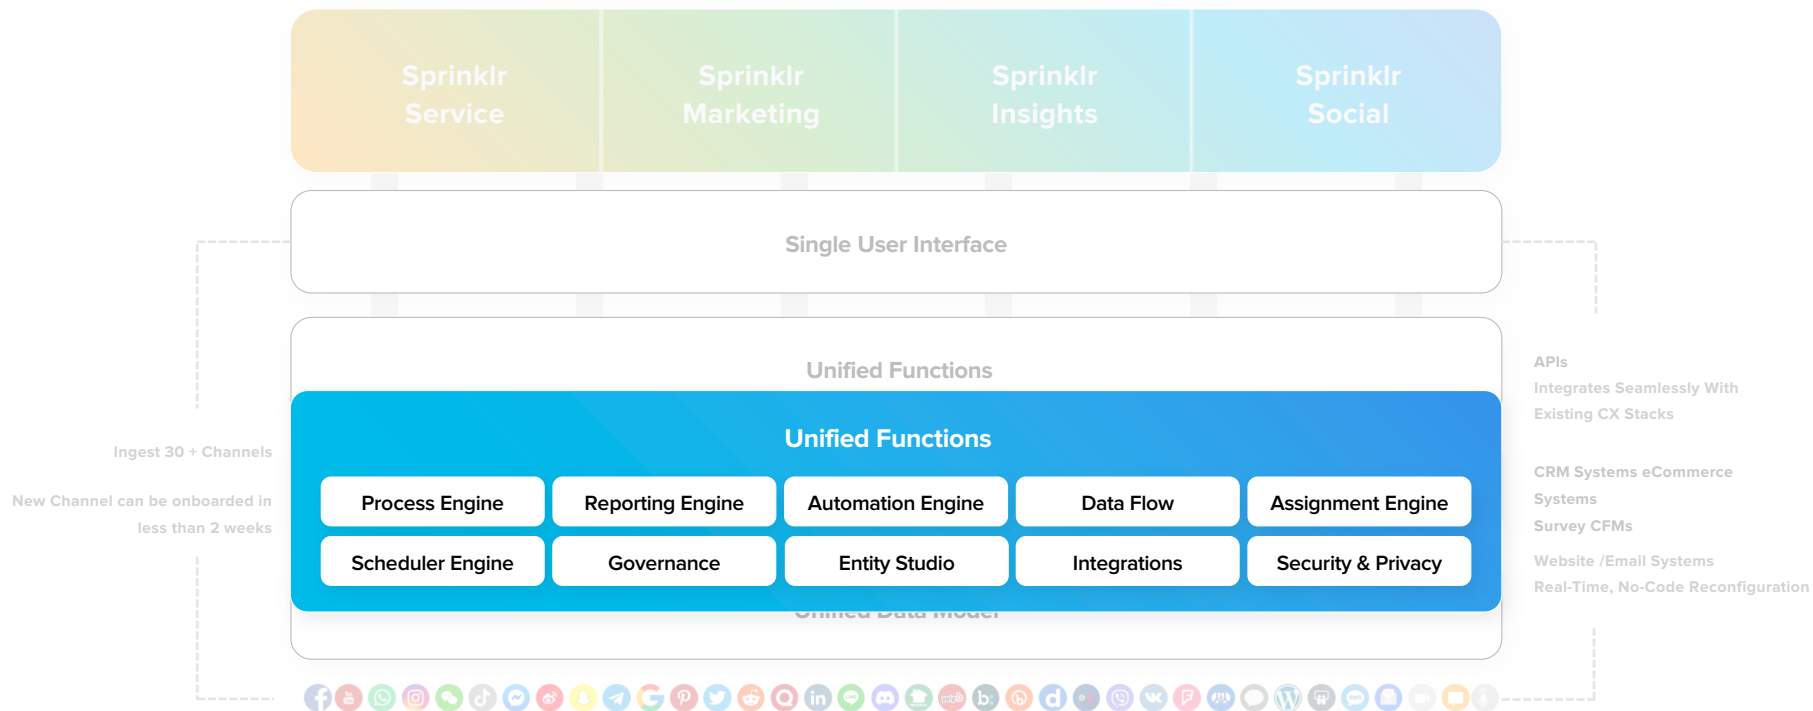 Sprinklr
Service
Sprinklr
Marketing
Sprinklr
Insights
Sprinklr
Social
Single User Interface
Unified Functions
Unified Functions
Process Engine
Reporting Engine
Automation Engine
Data Flow
Assignment Engine
Scheduler Engine
Governance
Entity Studio
Integrations
Security & Privacy
Unified Data Model
Ingest 30 + Channels
New Channel can be onboarded in
less than 2 weeks
APIs
Integrates Seamlessly With
Existing CX Stacks
CRM Systems eCommerce
Systems
Survey CFMs
Website /Email Systems
Real-Time, No-Code Reconfiguration